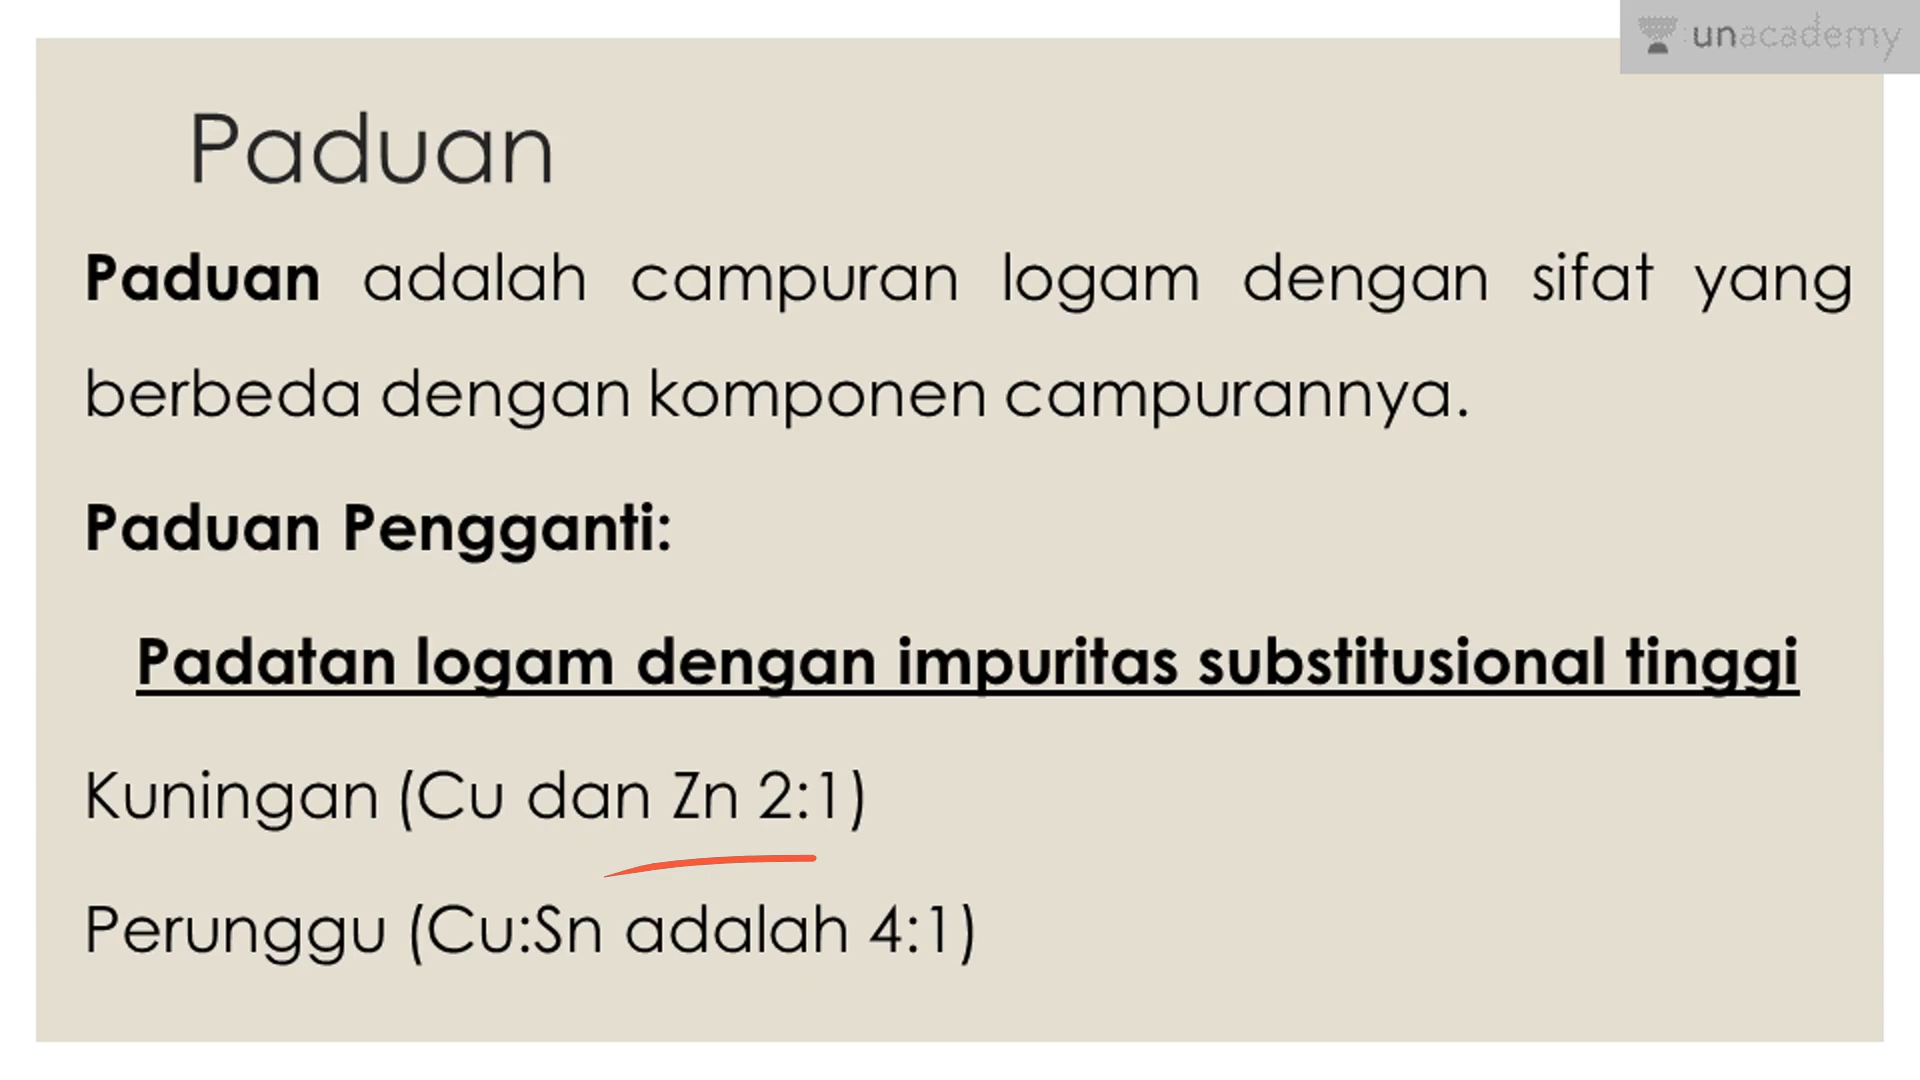 unacademy
Paduan
Paduan adalah campuran logam dengan sifat yang
berbeda dengan komponen campurannya.
Paduan Pengganti:
Padatan logam dengan impuritas substitusional tinggi
Kuningan (Cu dan Zn 2:1)
Perunggu (Cu:Sn adalah 4:1)